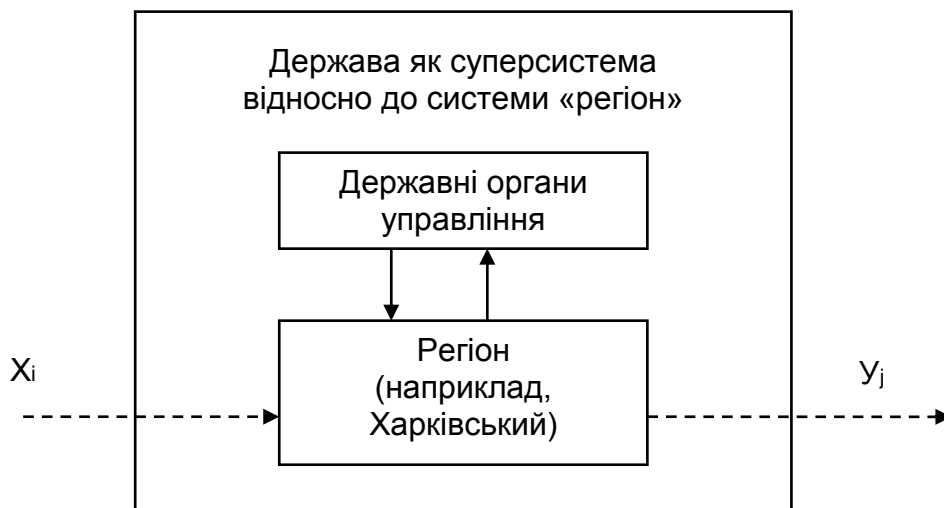 Держава як суперсистема
відносно до системи «регіон»
Державні органи
управління
Регіон
(наприклад,
Харківський)
Xi
Уj